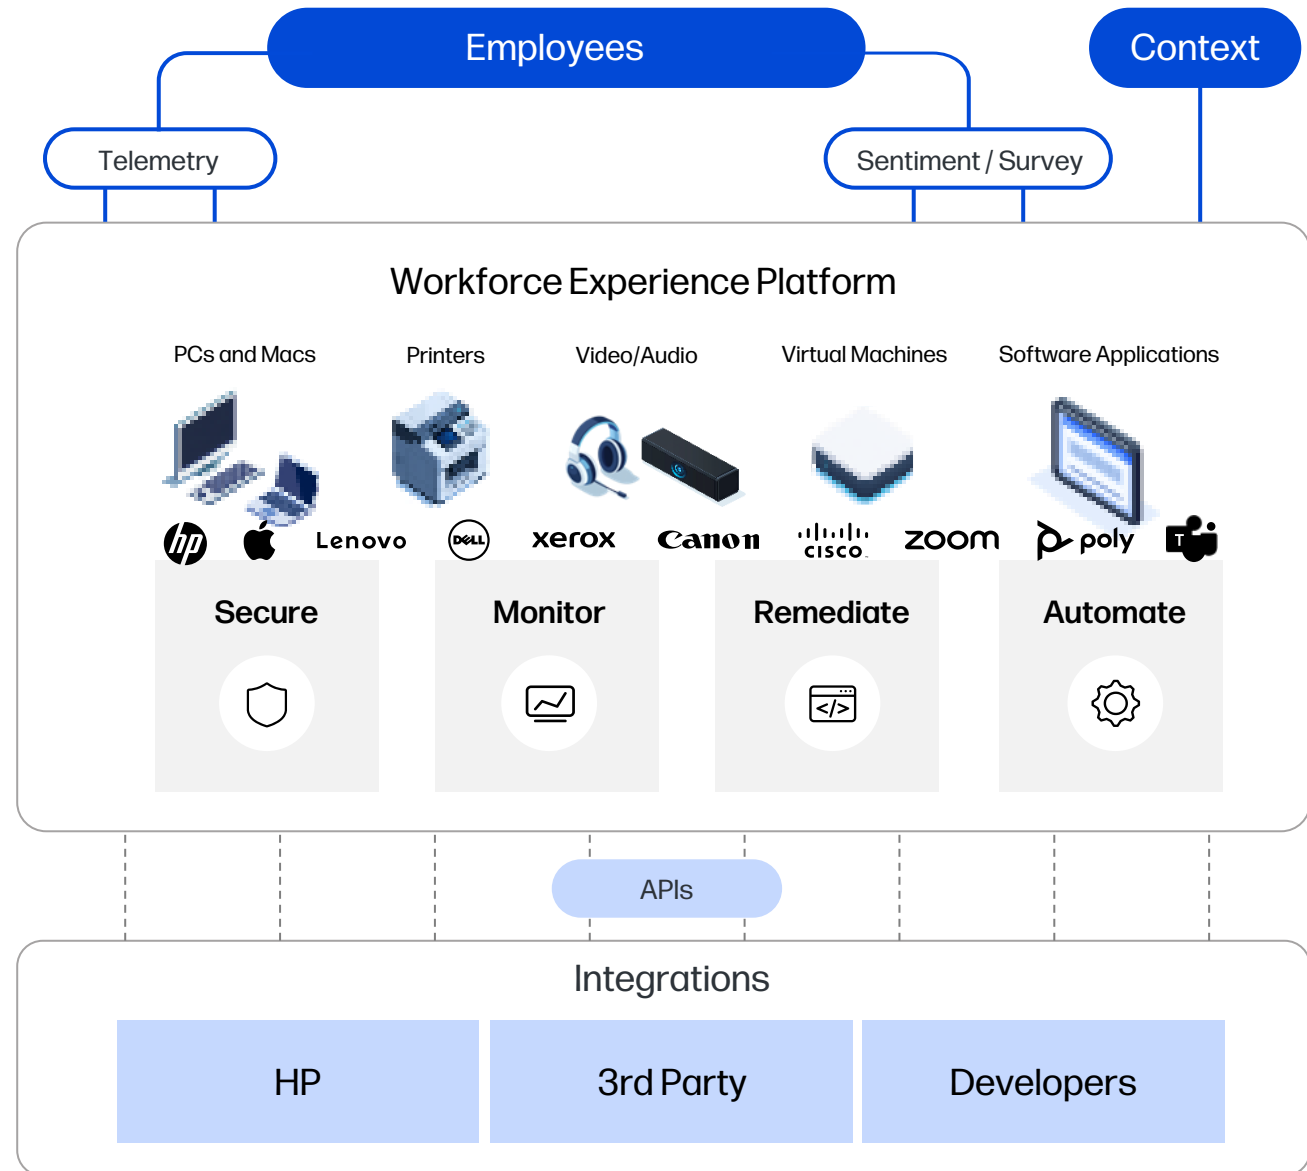 Employees
Context
Telemetry
Sentiment / Survey
Workforce Experience Platform
PCs and Macs
Printers
Video/Audio
Virtual Machines
Software Applications
hp
Lenovo
DELL
xerox
Canon
CISCO
zoom
poly
T
Secure
Monitor
Remediate
Automate
</>
APIs
Integrations
HP
3rd Party
Developers